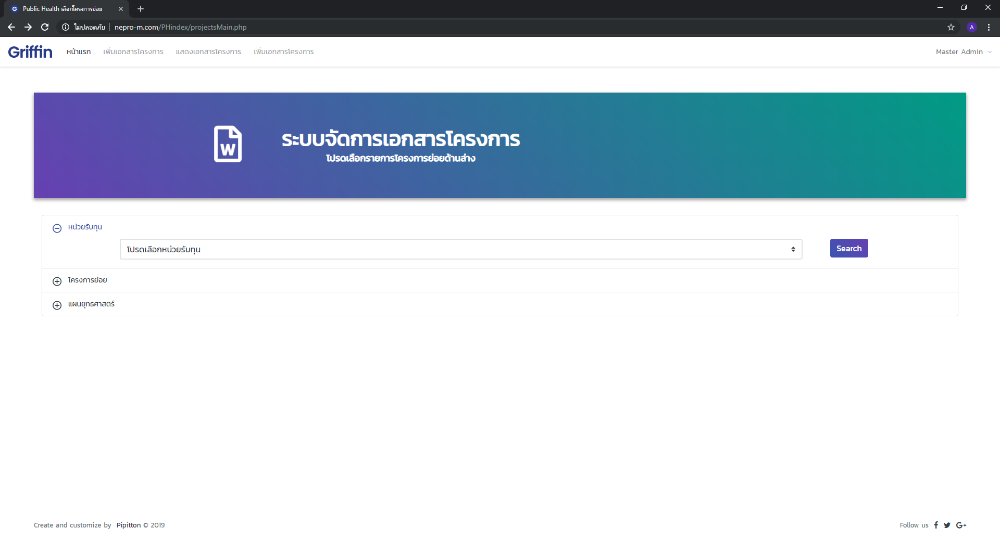 G Public Health เลือกโครงการย่อย
ไม่ปลอดภัย nepro-m.com/PHindex/projectsMain.php A
Griffin หน้าแรก เพิ่มเอกสารโครงการ แสดงเอกสารโครงการ เพิ่มเอกสารโครงการ Master Admin
W
ระบบจัดการเอกสารโครงการ
โปรดเลือกรายการโครงการย่อยด้านล่าง
หน่วยรับทุน
โปรดเลือกหน่วยรับทุน Search
โครงการย่อย
แผนยุทธศาสตร์
Create and customize by Pipitton © 2019 Follow us G+